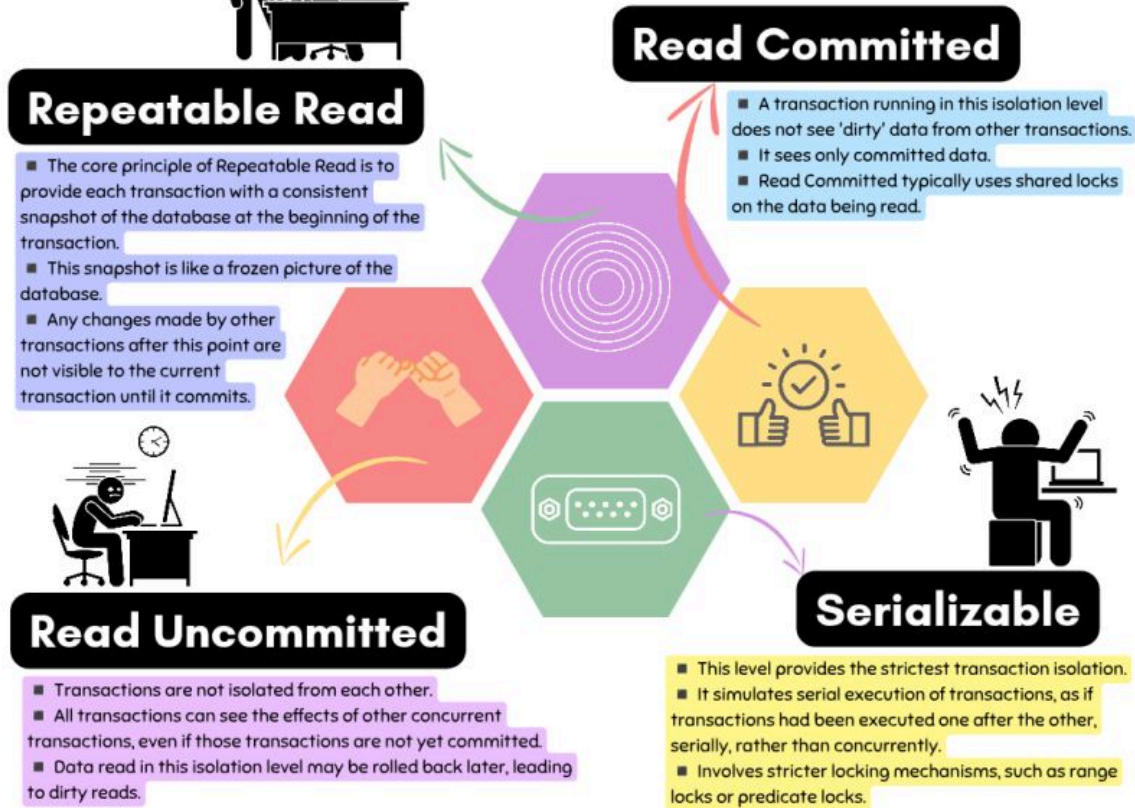 Repeatable Read
■ The core principle of Repeatable Read is to
provide each transaction with a consistent
snapshot of the database at the beginning of the
transaction.
■ This snapshot is like a frozen picture of the
database.
■ Any changes made by other
transactions after this point are
not visible to the current
transaction until it commits.
Read Committed
■ A transaction running in this isolation level
does not see 'dirty' data from other transactions.
■ It sees only committed data.
■ Read Committed typically uses shared locks
on the data being read.
Read Uncommitted
■ Transactions are not isolated from each other.
■ All transactions can see the effects of other concurrent
transactions, even if those transactions are not yet committed.
■ Data read in this isolation level may be rolled back later, leading
to dirty reads.
Serializable
■ This level provides the strictest transaction isolation.
■ It simulates serial execution of transactions, as if
transactions had been executed one after the other,
serially, rather than concurrently.
■ Involves stricter locking mechanisms, such as range
locks or predicate locks.